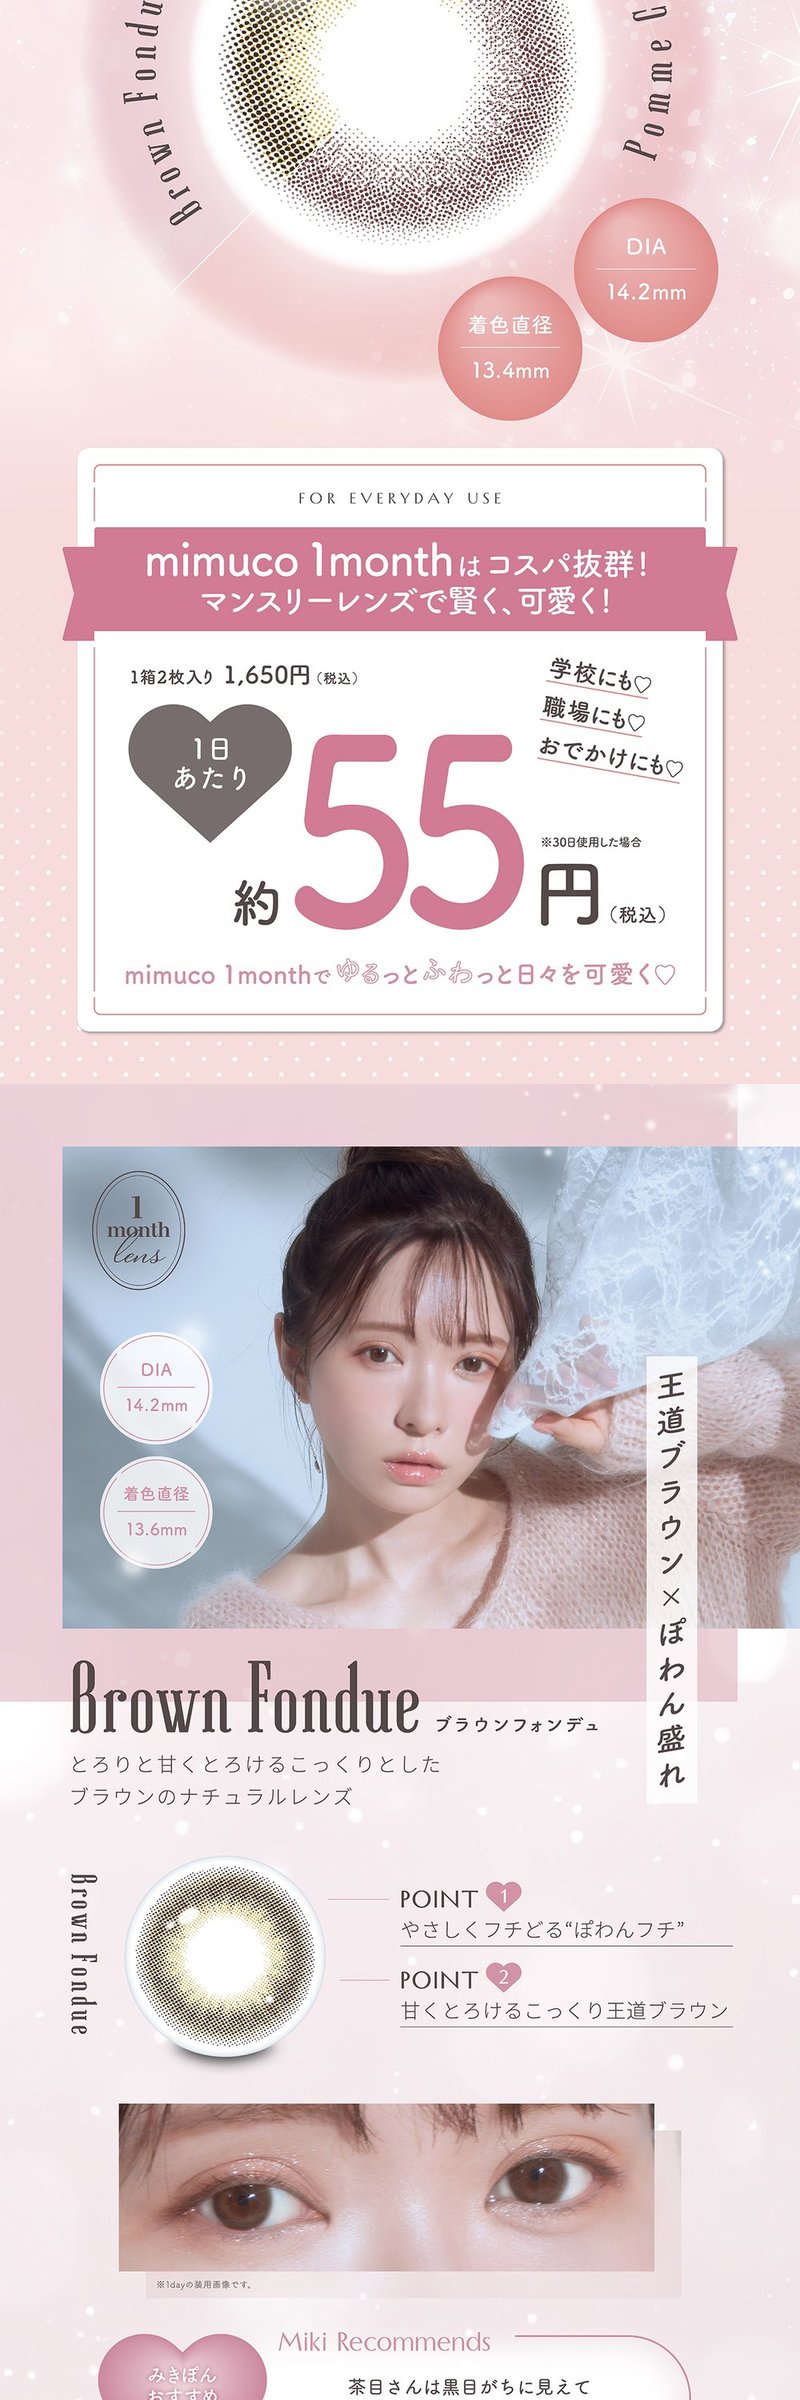 Brown Fondu
Pomme C
DIA
14.2mm
着色直径
13.4mm
FOR EVERYDAY USE
mimuco 1monthはコスパ抜群!
マンスリーレンズで賢く、可愛く!
1箱2枚入り 1,650円(税込)
学校にも♡
職場にも♡
おでかけにも♡
1日
あたり
約55円(税込)
※30日使用した場合
mimuco 1monthでゆるっとふわっと日々を可愛く♡
1
month
lens
DIA
14.2mm
着色直径
13.6mm
王道ブラウン×ぽわん盛れ
Brown Fondue ブラウンフォンデュ
とろりと甘くとろけるこっくりとした
ブラウンのナチュラルレンズ
Brown Fondue
POINT 1
やさしくフチどる“ぽわんフチ”
POINT 2
甘くとろけるこっくり王道ブラウン
※1dayの装用画像です。
Miki Recommends
みきぽん
おすすめ
茶目さんは黒目がちに見えて